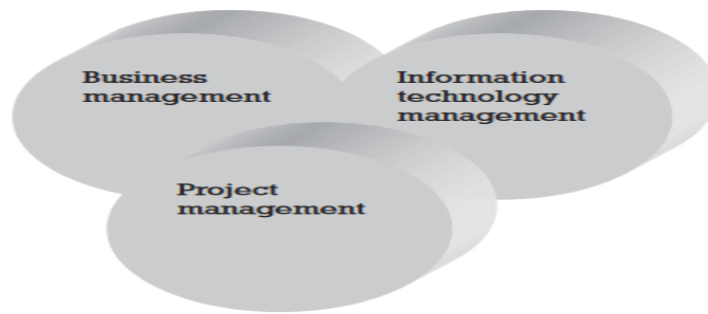 Business
management
Information
technology
management
Project
management